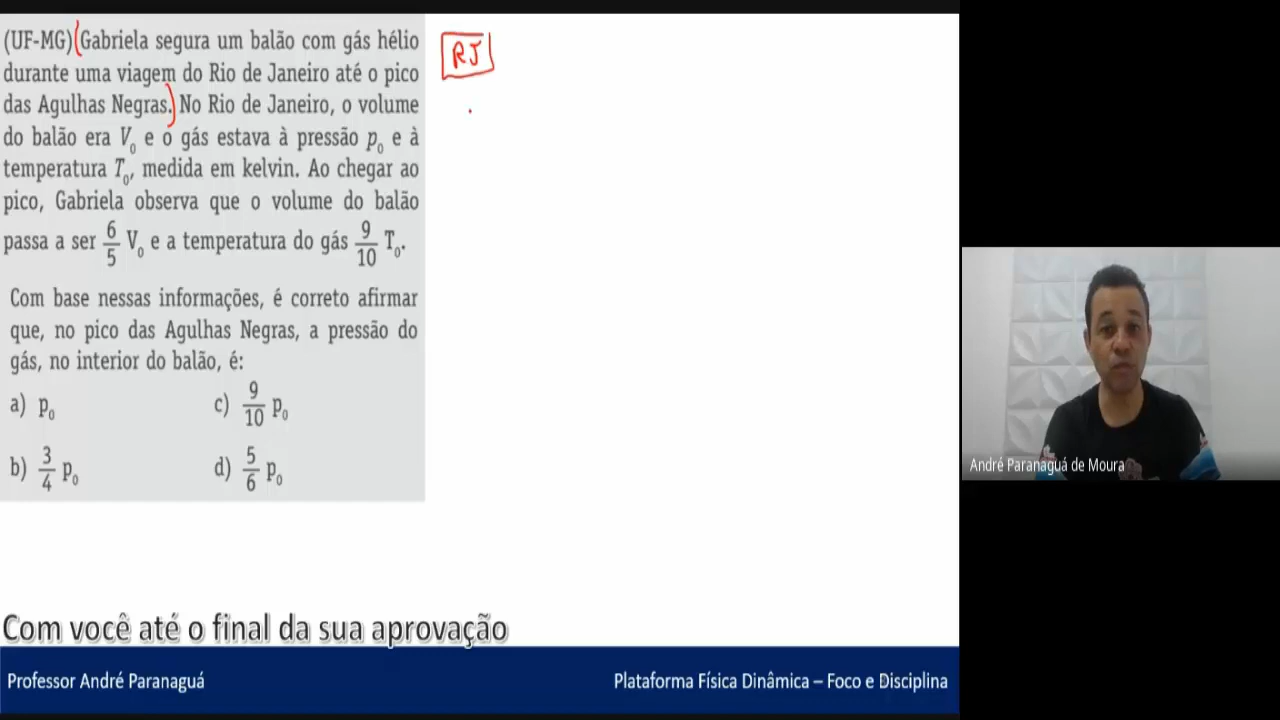 (UF-MG) (Gabriela segura um balão com gás hélio
durante uma viagem do Rio de Janeiro até o pico
das Agulhas Negras.) No Rio de Janeiro, o volume
do balão era V₀ e o gás estava à pressão p₀ e à
temperatura T₀, medida em kelvin. Ao chegar ao
pico, Gabriela observa que o volume do balão
passa a ser 6/5 V₀ e a temperatura do gás 9/10 T₀.
Com base nessas informações, é correto afirmar
que, no pico das Agulhas Negras, a pressão do
gás, no interior do balão, é:
a) p₀
c) 9/10 p₀
b) 3/4 p₀
d) 5/6 p₀
RJ
André Paranaguá de Moura
Com você até o final da sua aprovação
Professor André Paranaguá
Plataforma Física Dinâmica – Foco e Disciplina